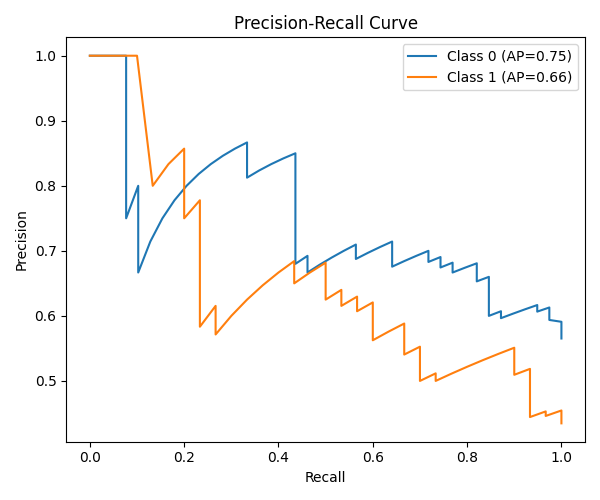 Precision-Recall Curve
Class 0 (AP=0.75)
Class 1 (AP=0.66)
Precision
1.0
0.9
0.8
0.7
0.6
0.5
0.0 0.2 0.4 0.6 0.8 1.0
Recall